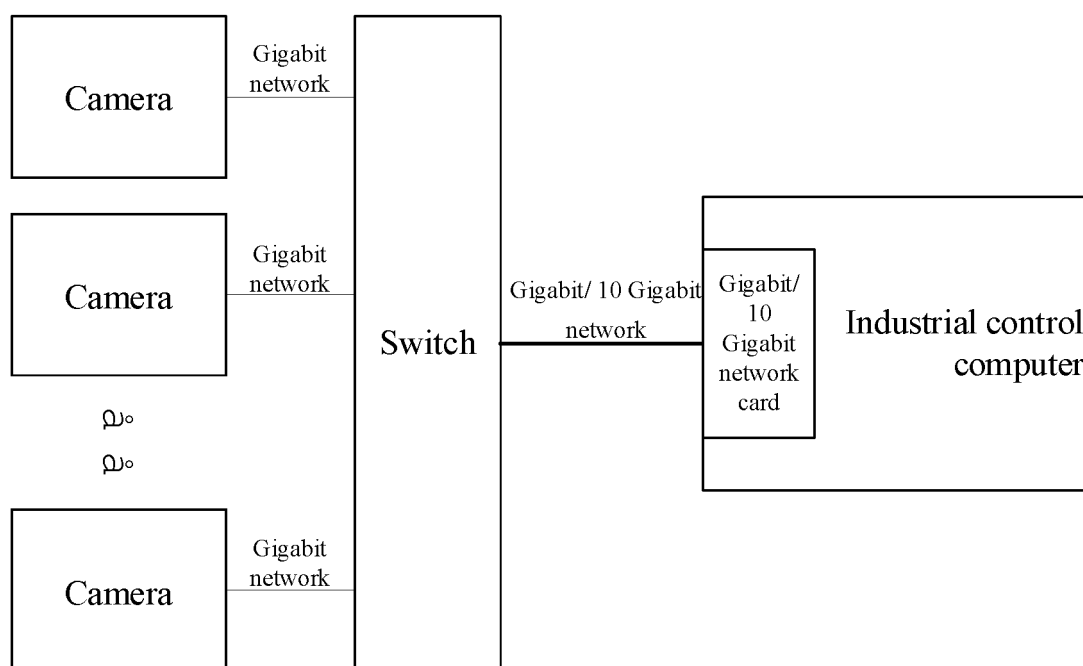 Camera
Gigabit
network
Camera
Gigabit
network
Camera
Gigabit
network
Switch
Gigabit/ 10 Gigabit
network
Gigabit/
10
Gigabit
network
card
Industrial control
computer